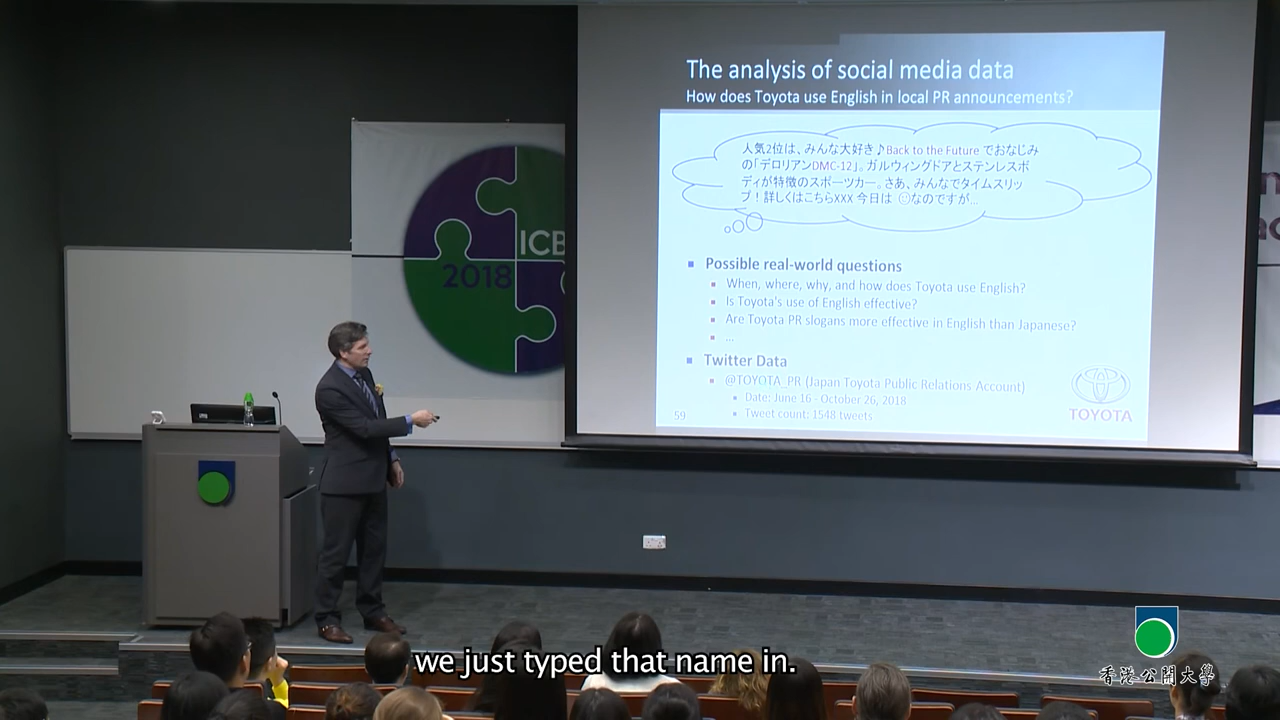 The analysis of social media data
How does Toyota use English in local PR announcements?
人気2位は、みんな大好き♪Back to the Future でおなじみ
の「デロリアンDMC-12」。ガルウィングドアとステンレスボ
ディが特徴のスポーツカー。さあ、みんなでタイムスリッ
プ！詳しくはこちらXXX 今日は ☺なのですが…
Possible real-world questions
When, where, why, and how does Toyota use English?
Is Toyota's use of English effective?
Are Toyota PR slogans more effective in English than Japanese?
...
Twitter Data
@TOYOTA_PR (Japan Toyota Public Relations Account)
Date: June 16 - October 26, 2018
Tweet count: 1548 tweets
59
TOYOTA
ICB
2018
we just typed that name in.
香港公開大學